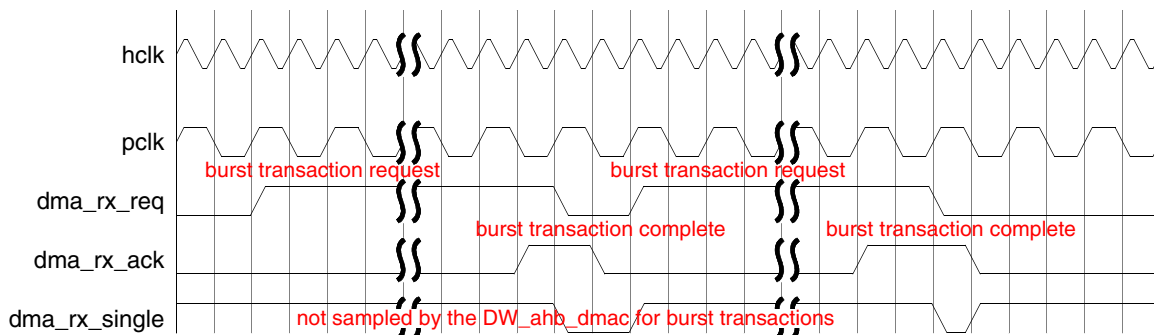 hclk
pclk
burst transaction request burst transaction request
dma_rx_req
burst transaction complete burst transaction complete
dma_rx_ack
dma_rx_single
not sampled by the DW_ahb_dmac for burst transactions